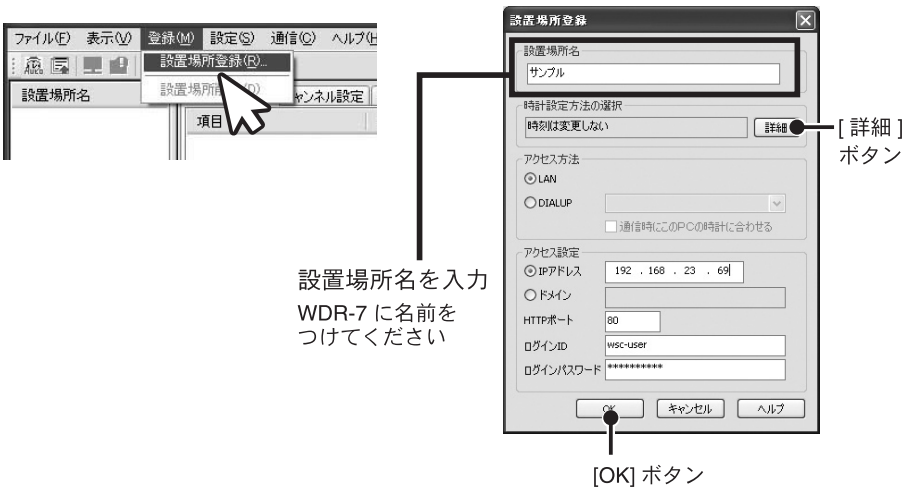 ファイル(F) 表示(V) 登録(M) 設定(S) 通信(C) ヘルプ(H
設置場所登録(R)...
設置場所
設置場所名
ャンネル設定
項目
設置場所登録
設置場所名
サンプル
時計設定方法の選択
時刻は変更しない
詳細
アクセス方法
LAN
DIALUP
通信時にこのPCの時計に合わせる
アクセス設定
IPアドレス 192 . 168 . 23 . 69
ドメイン
HTTPポート 80
ログインID wsc-user
ログインパスワード **********
OK キャンセル ヘルプ
[ 詳細 ]
ボタン
設置場所名を入力
WDR-7 に名前を
つけてください
[OK] ボタン